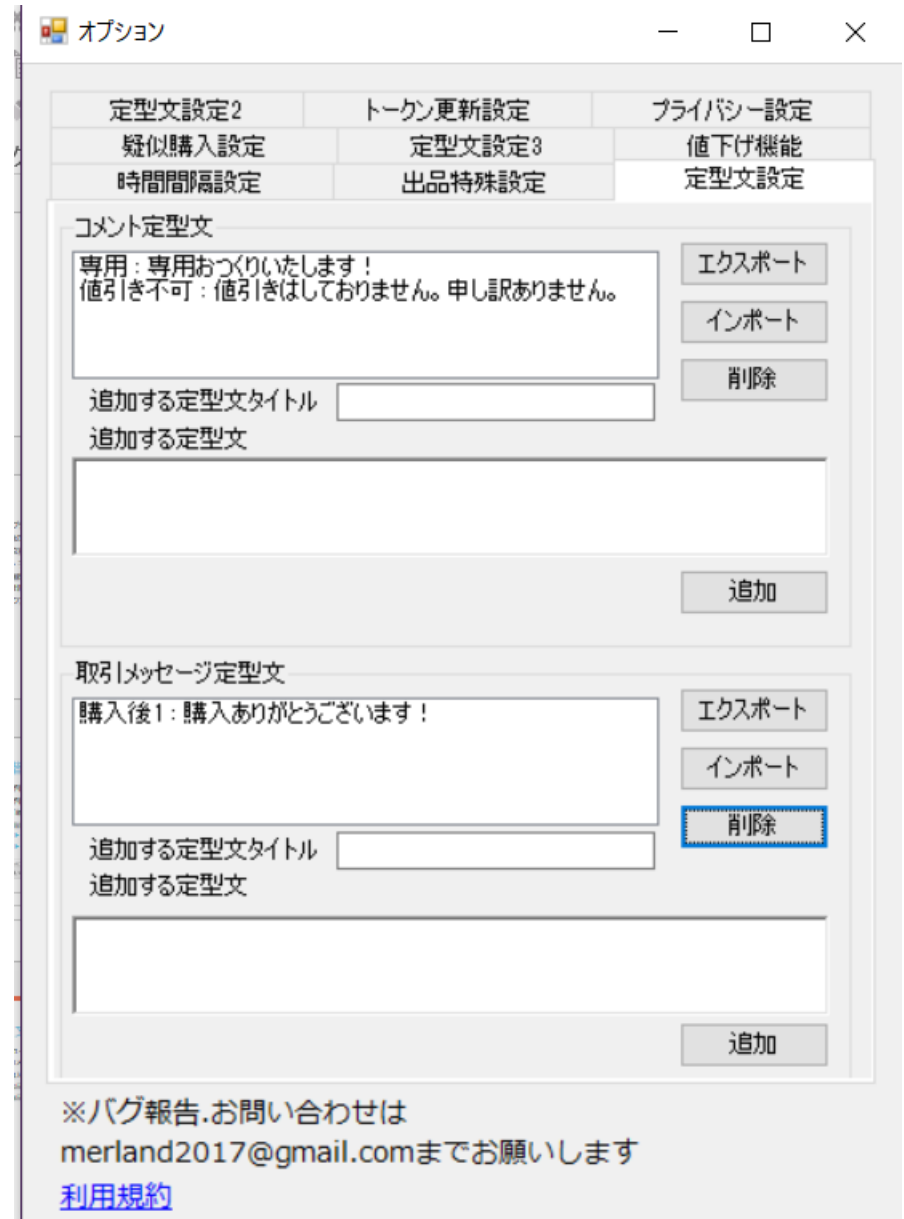 オプション
定型文設定2 トークン更新設定 プライバシー設定
疑似購入設定 定型文設定3 値下げ機能
時間間隔設定 出品特殊設定 定型文設定
コメント定型文
専用:専用おつくりいたします!
値引き不可:値引きはしておりません。申し訳ありません。
エクスポート
インポート
削除
追加する定型文タイトル
追加する定型文
追加
取引メッセージ定型文
購入後1:購入ありがとうございます!
エクスポート
インポート
削除
追加する定型文タイトル
追加する定型文
追加
※バグ報告.お問い合わせは
merland2017@gmail.comまでお願いします
利用規約